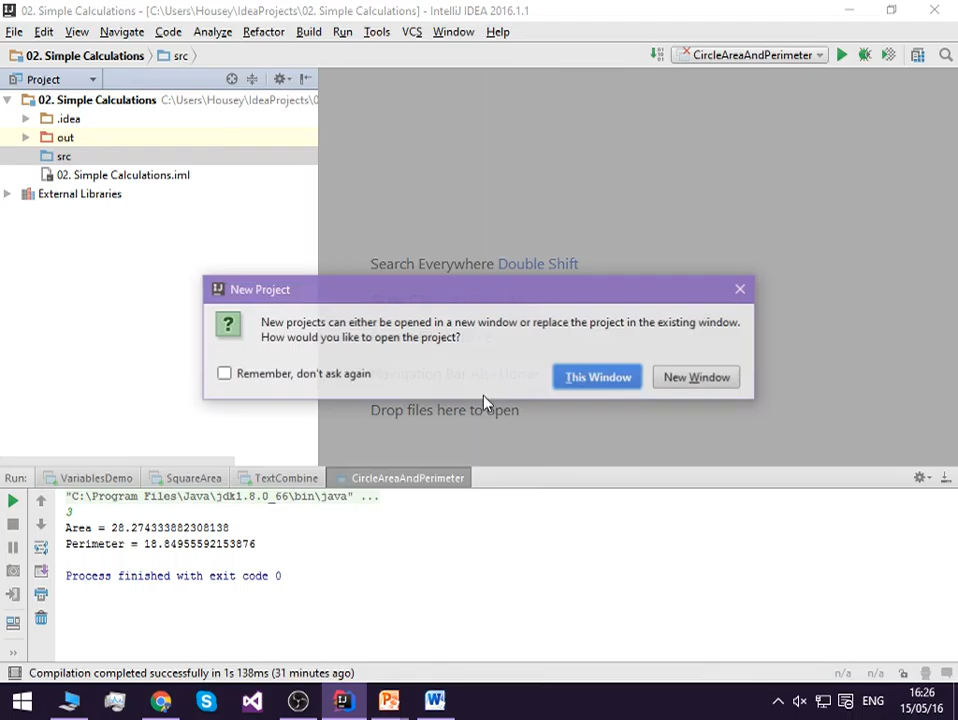 02. Simple Calculations - [C:\Users\Housey\IdeaProjects\02. Simple Calculations] - IntelliJ IDEA 2016.1.1
File Edit View Navigate Code Analyze Refactor Build Run Tools VCS Window Help
02. Simple Calculations src CircleAreaAndPerimeter
Project
02. Simple Calculations C:\Users\Housey\IdeaProjects\0
.idea
out
src
02. Simple Calculations.iml
External Libraries
Search Everywhere Double Shift
New Project
New projects can either be opened in a new window or replace the project in the existing window.
How would you like to open the project?
Remember, don't ask again
This Window New Window
Drop files here to open
Run: VariablesDemo SquareArea TextCombine CircleAreaAndPerimeter
"C:\Program Files\Java\jdk1.8.0_66\bin\java" ...
3
Area = 28.274333882308138
Perimeter = 18.84955592153876
Process finished with exit code 0
Compilation completed successfully in 1s 138ms (31 minutes ago) n/a n/a
ENG
16:26
15/05/16